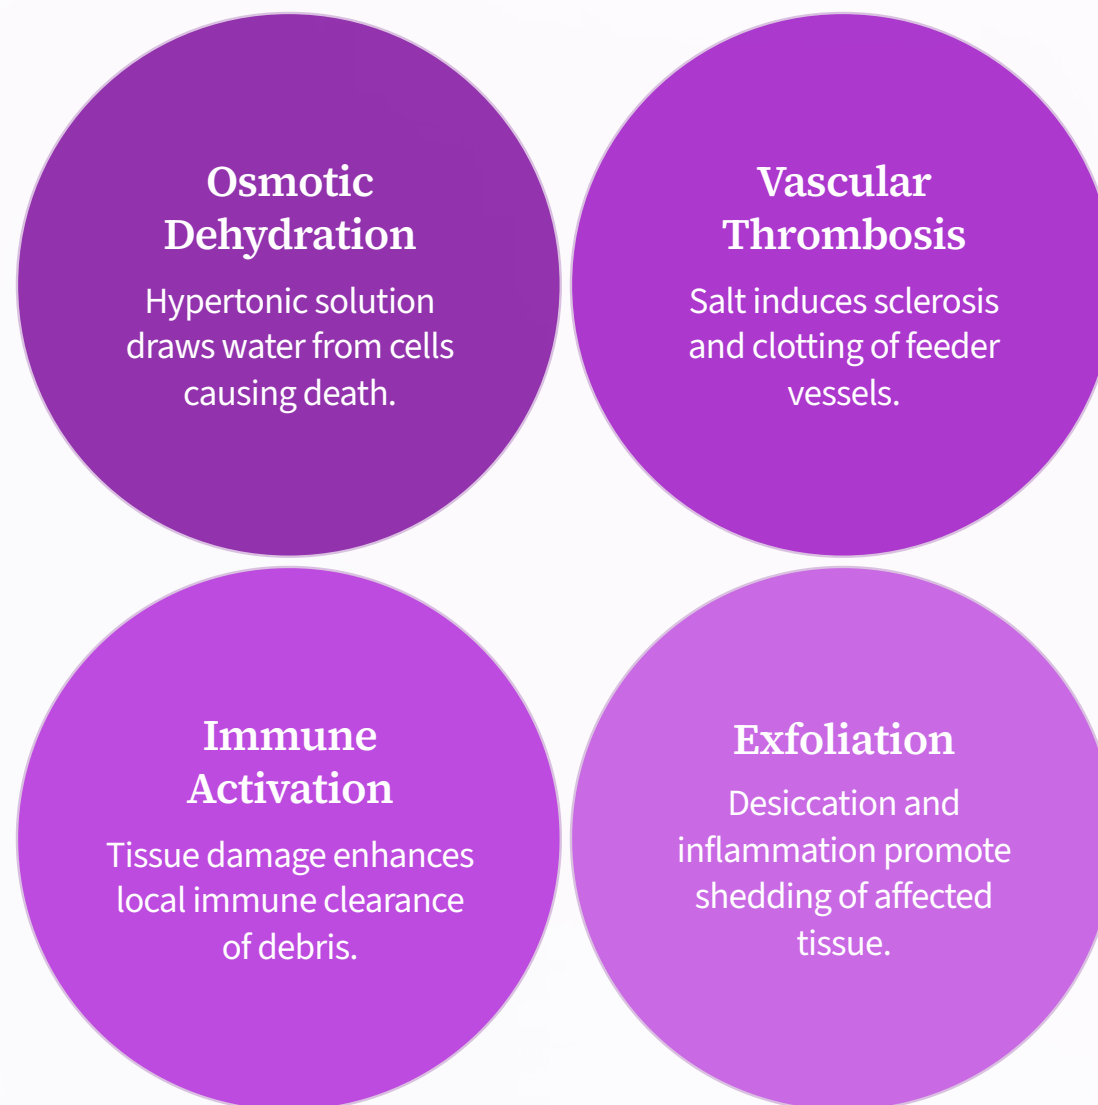 Osmotic
Dehydration
Hypertonic solution
draws water from cells
causing death.
Vascular
Thrombosis
Salt induces sclerosis
and clotting of feeder
vessels.
Immune
Activation
Tissue damage enhances
local immune clearance
of debris.
Exfoliation
Desiccation and
inflammation promote
shedding of affected
tissue.